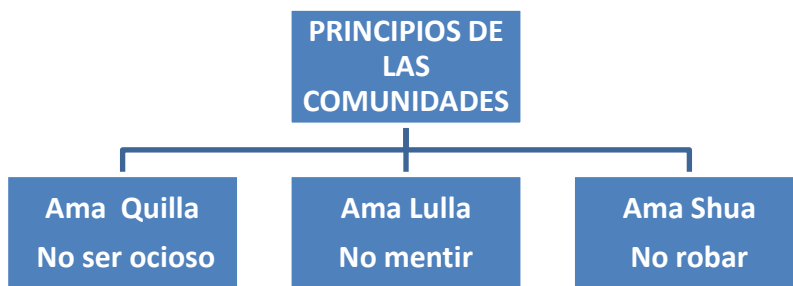 PRINCIPIOS DE
LAS
COMUNIDADES
Ama Quilla
No ser ocioso
Ama Lulla
No mentir
Ama Shua
No robar